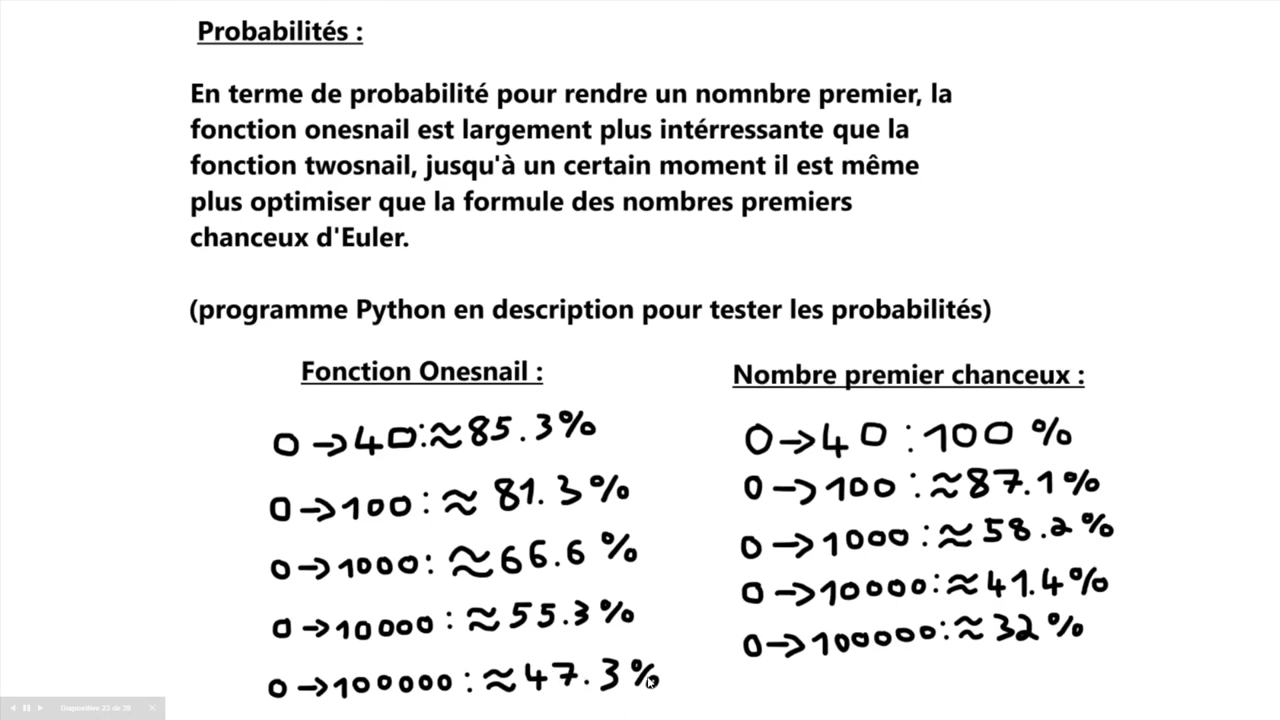 Probabilités :
En terme de probabilité pour rendre un nomnbre premier, la
fonction onesnail est largement plus intérressante que la
fonction twosnail, jusqu'à un certain moment il est même
plus optimiser que la formule des nombres premiers
chanceux d'Euler.
(programme Python en description pour tester les probabilités)
Fonction Onesnail :
0 → 40 : ≈ 85.3 %
0 → 100 : ≈ 81.3 %
0 → 1000 : ≈ 66.6 %
0 → 10000 : ≈ 55.3 %
0 → 100000 : ≈ 47.3 %
Nombre premier chanceux :
0 → 40 : 100 %
0 → 100 : ≈ 87.1 %
0 → 1000 : ≈ 58.2 %
0 → 10000 : ≈ 41.4 %
0 → 100000 : ≈ 32 %
Diapositive 23 de 28